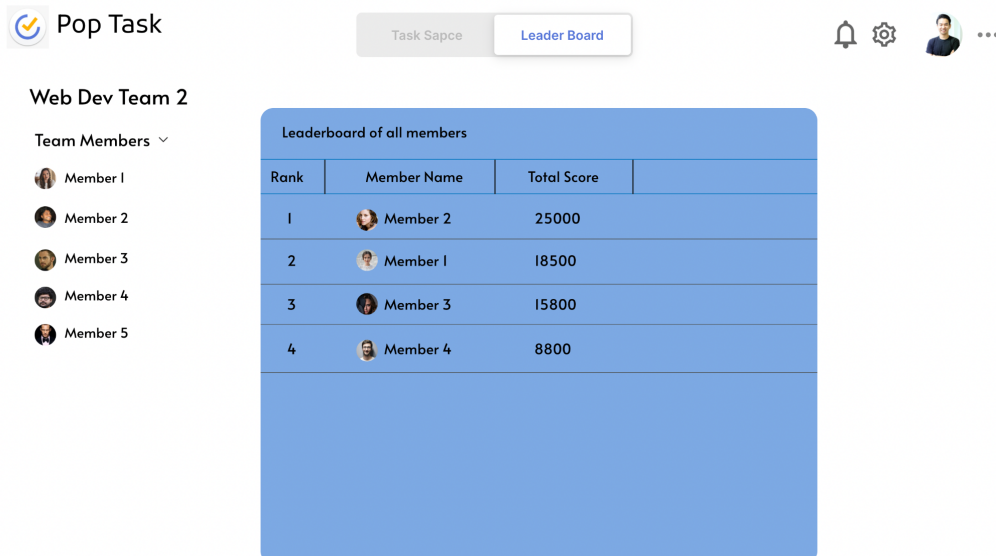 Pop Task
Task Sapce
Leader Board
Web Dev Team 2
Team Members
Member 1
Member 2
Member 3
Member 4
Member 5
Leaderboard of all members
Rank Member Name Total Score
1 Member 2 25000
2 Member 1 18500
3 Member 3 15800
4 Member 4 8800